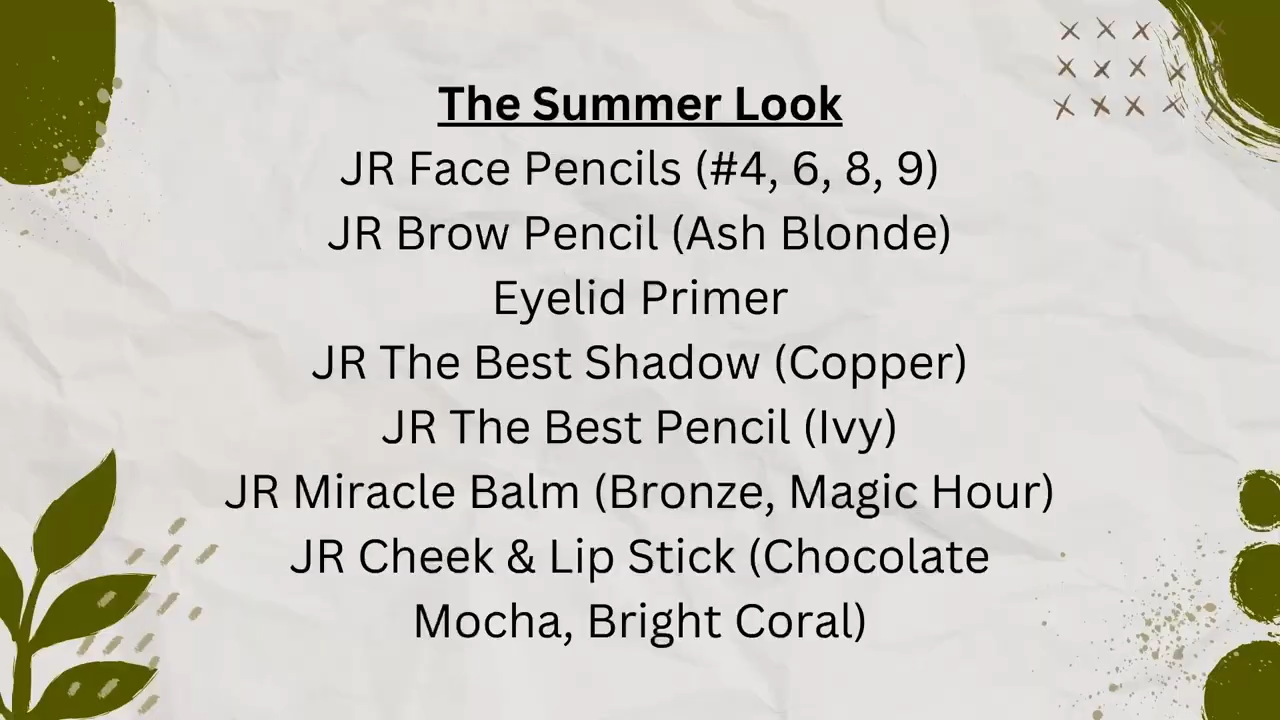 The Summer Look
JR Face Pencils (#4, 6, 8, 9)
JR Brow Pencil (Ash Blonde)
Eyelid Primer
JR The Best Shadow (Copper)
JR The Best Pencil (Ivy)
JR Miracle Balm (Bronze, Magic Hour)
JR Cheek & Lip Stick (Chocolate
Mocha, Bright Coral)